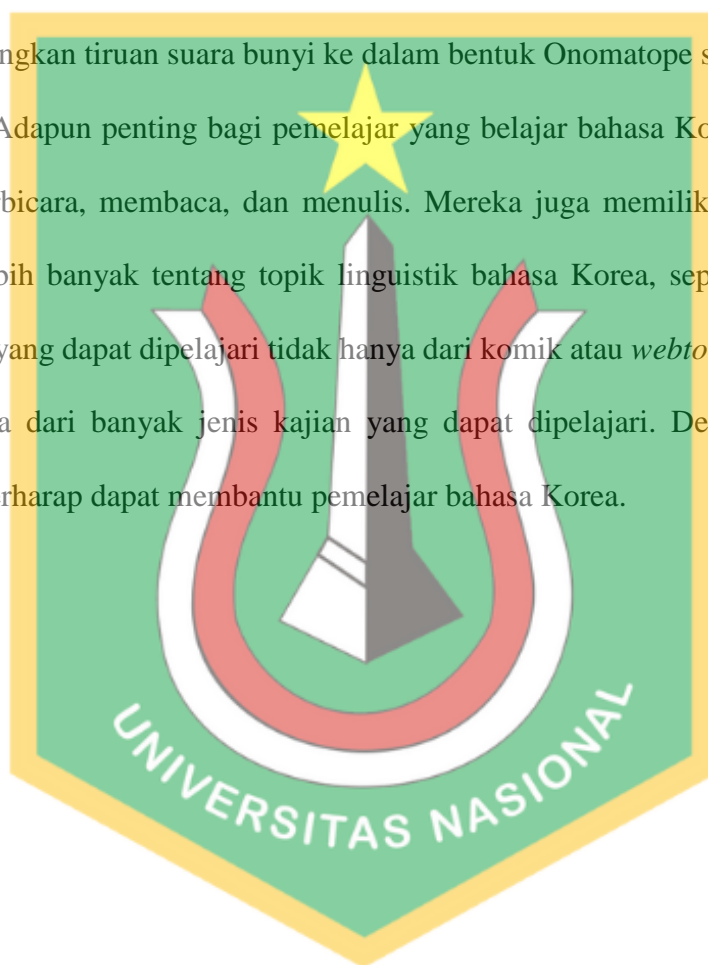 ngkan tiruan suara bunyi ke dalam bentuk Onomatope s
Adapun penting bagi pemelajar yang belajar bahasa Ko
bicara, membaca, dan menulis. Mereka juga memilik
bih banyak tentang topik linguistik bahasa Korea, sep
yang dapat dipelajari tidak hanya dari komik atau webto
a dari banyak jenis kajian yang dapat dipelajari. De
erharap dapat membantu pemelajar bahasa Korea.
UNIVERSITAS NASIONAL